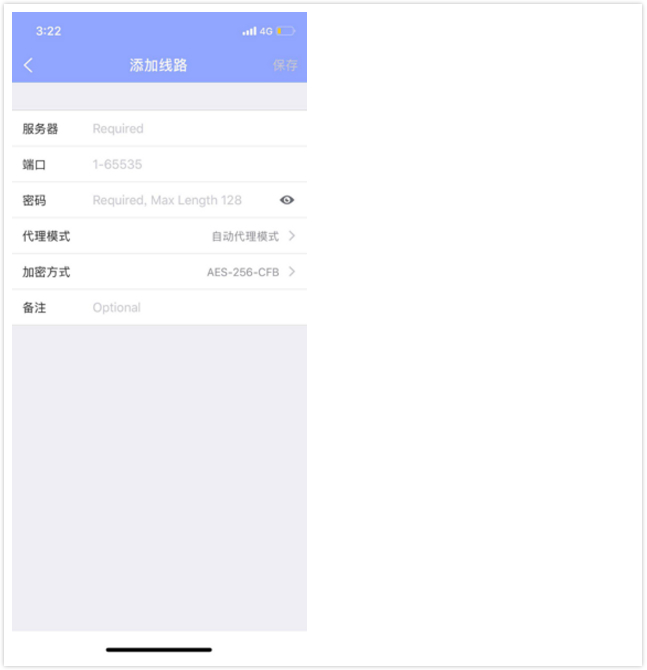 3:22 4G
添加线路 保存
服务器 Required
端口 1-65535
密码 Required, Max Length 128
代理模式 自动代理模式
加密方式 AES-256-CFB
备注 Optional